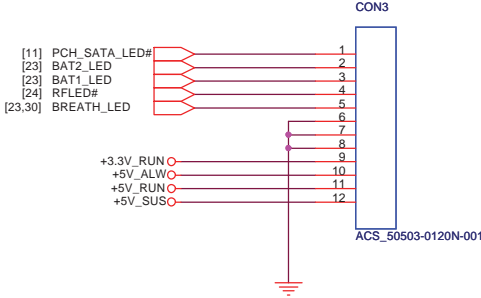 CON3
[11] PCH_SATA_LED# 1
[23] BAT2_LED 2
[23] BAT1_LED 3
[24] RFLED# 4
[23,30] BREATH_LED 5
6
7
8
+3.3V_RUN 9
+5V_ALW 10
+5V_RUN 11
+5V_SUS 12
ACS_50503-0120N-001